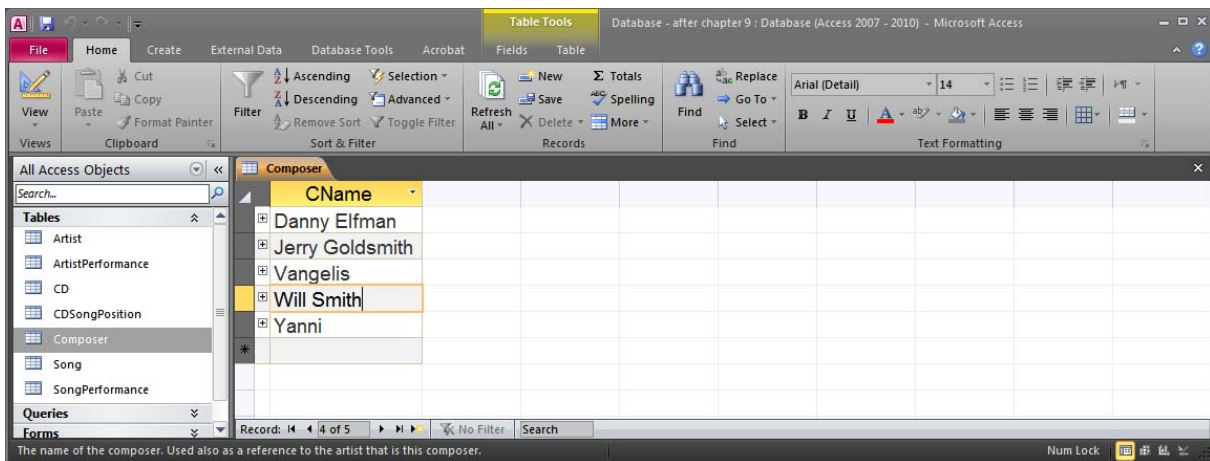 Table Tools Database - after chapter 9 : Database (Access 2007 - 2010) - Microsoft Access
File Home Create External Data Database Tools Acrobat Fields Table
View
Views
Paste
Cut
Copy
Format Painter
Clipboard
Filter
Ascending
Descending
Remove Sort
Selection
Advanced
Toggle Filter
Sort & Filter
Refresh All
New
Save
Delete
Totals
Spelling
More
Records
Find
Replace
Go To
Select
Find
Arial (Detail) 14
B I U A
Text Formatting
All Access Objects
Search...
Tables
Artist
ArtistPerformance
CD
CDSongPosition
Composer
Song
SongPerformance
Queries
Forms
Composer
CName
Danny Elfman
Jerry Goldsmith
Vangelis
Will Smith
Yanni
Record: 4 of 5 No Filter Search
The name of the composer. Used also as a reference to the artist that is this composer. Num Lock